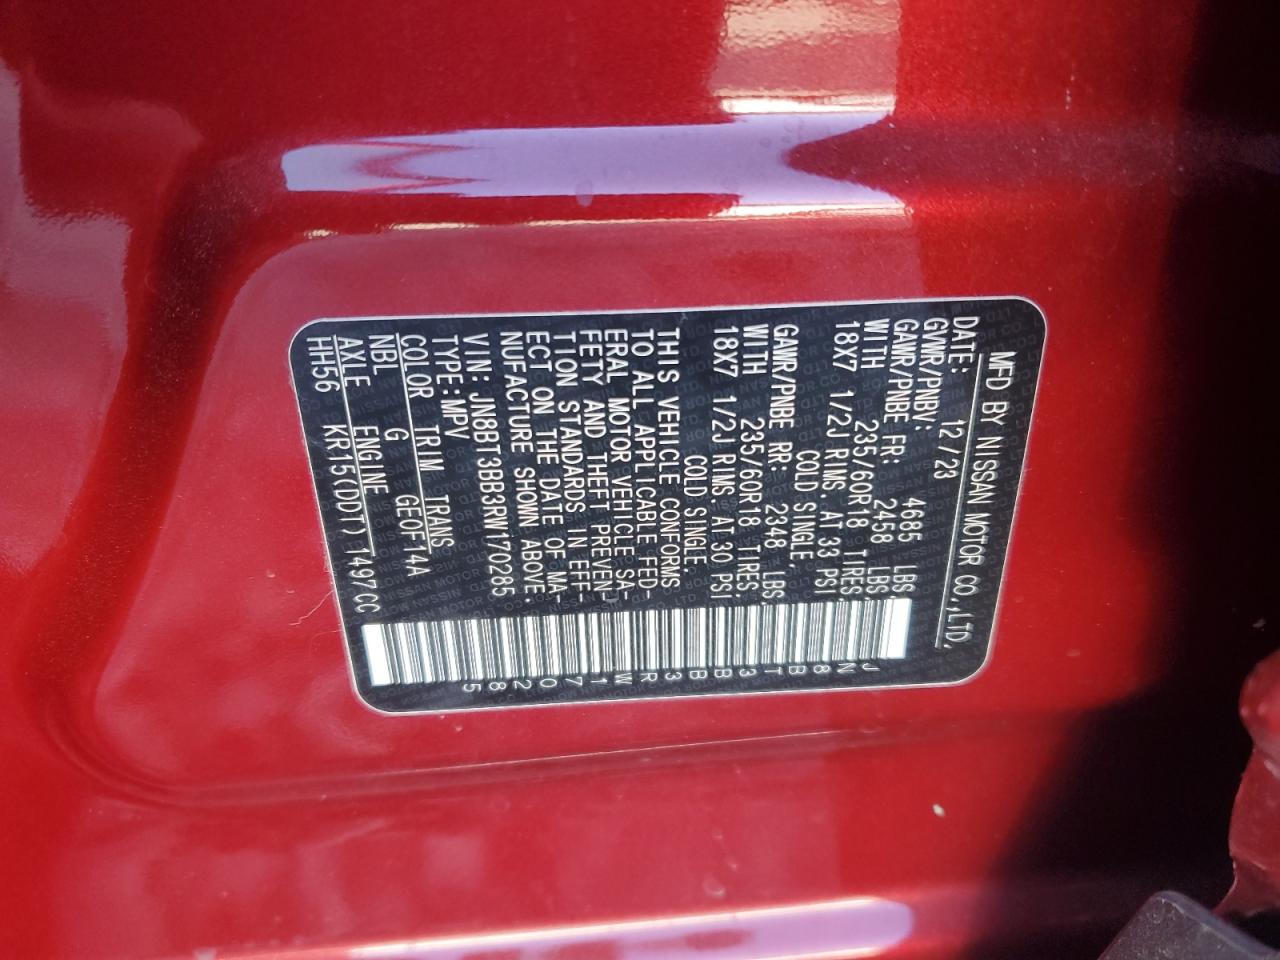 MFD BY NISSAN MOTOR CO.,LTD.
DATE: 12/23
GVWR/PNBV: 4685 LBS
GAWR/PNBE FR: 2458 LBS
WITH 235/60R18 TIRES,
18X7 1/2J RIMS. AT 33 PSI
COLD SINGLE.
GAWR/PNBE RR: 2348 LBS,
WITH 235/60R18 TIRES,
18X7 1/2J RIMS. AT 30 PSI
COLD SINGLE.
THIS VEHICLE CONFORMS
TO ALL APPLICABLE FED-
ERAL MOTOR VEHICLE SA-
FETY AND THEFT PREVEN-
TION STANDARDS IN EFF-
ECT ON THE DATE OF MA-
NUFACTURE SHOWN ABOVE.
VIN: JN8BT3BB3RW170285
TYPE:MPV
COLOR TRIM TRANS
NBL G GE0F14A
AXLE ENGINE
HH56 KR15(DDT) 1497CC
JN8BT3BB3RW170285